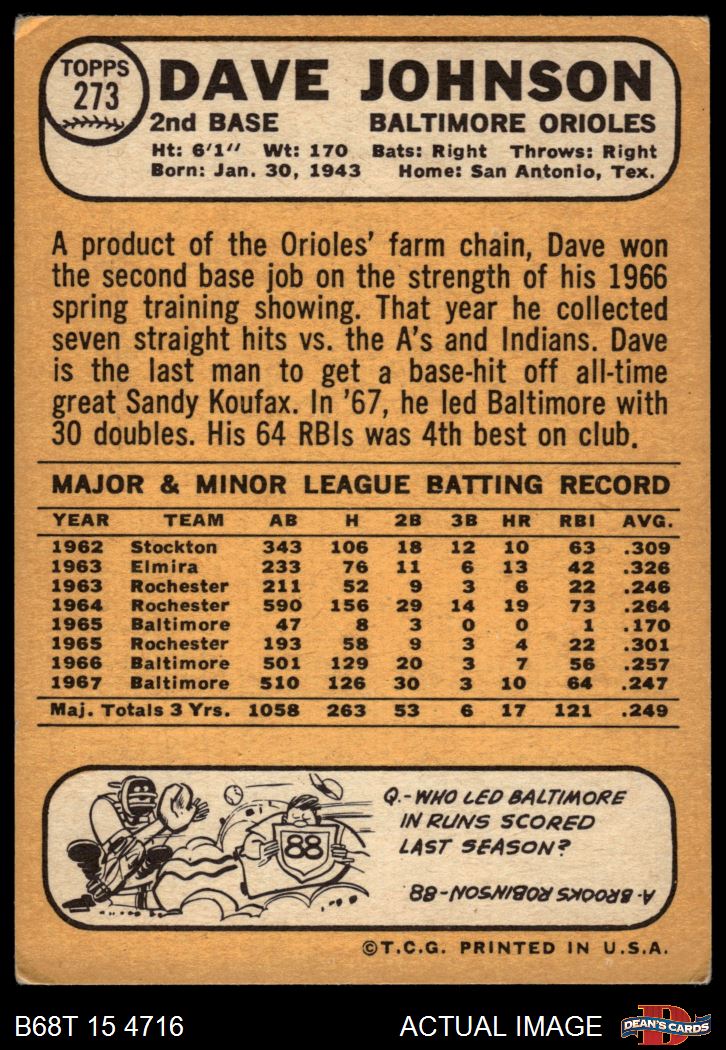 TOPPS
273
DAVE JOHNSON
2nd BASE BALTIMORE ORIOLES
Ht: 6'1" Wt: 170 Bats: Right Throws: Right
Born: Jan. 30, 1943 Home: San Antonio, Tex.
A product of the Orioles' farm chain, Dave won
the second base job on the strength of his 1966
spring training showing. That year he collected
seven straight hits vs. the A's and Indians. Dave
is the last man to get a base-hit off all-time
great Sandy Koufax. In '67, he led Baltimore with
30 doubles. His 64 RBIs was 4th best on club.
MAJOR & MINOR LEAGUE BATTING RECORD
YEAR TEAM AB H 2B 3B HR RBI AVG.
1962 Stockton 343 106 18 12 10 63 .309
1963 Elmira 233 76 11 6 13 42 .326
1963 Rochester 211 52 9 3 6 22 .246
1964 Rochester 590 156 29 14 19 73 .264
1965 Baltimore 47 8 3 0 0 1 .170
1965 Rochester 193 58 9 3 4 22 .301
1966 Baltimore 501 129 20 3 7 56 .257
1967 Baltimore 510 126 30 3 10 64 .247
Maj. Totals 3 Yrs. 1058 263 53 6 17 121 .249
88
Q.-WHO LED BALTIMORE
IN RUNS SCORED
LAST SEASON?
A-BROOKS ROBINSON-88
©T.C.G. PRINTED IN U.S.A.
B68T 15 4716 ACTUAL IMAGE
D
DEAN'S CARDS